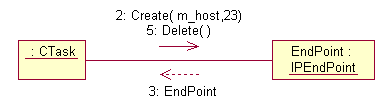 2: Create( m_host,23)
5: Delete( )
: CTask
EndPoint :
IPEndPoint
3: EndPoint